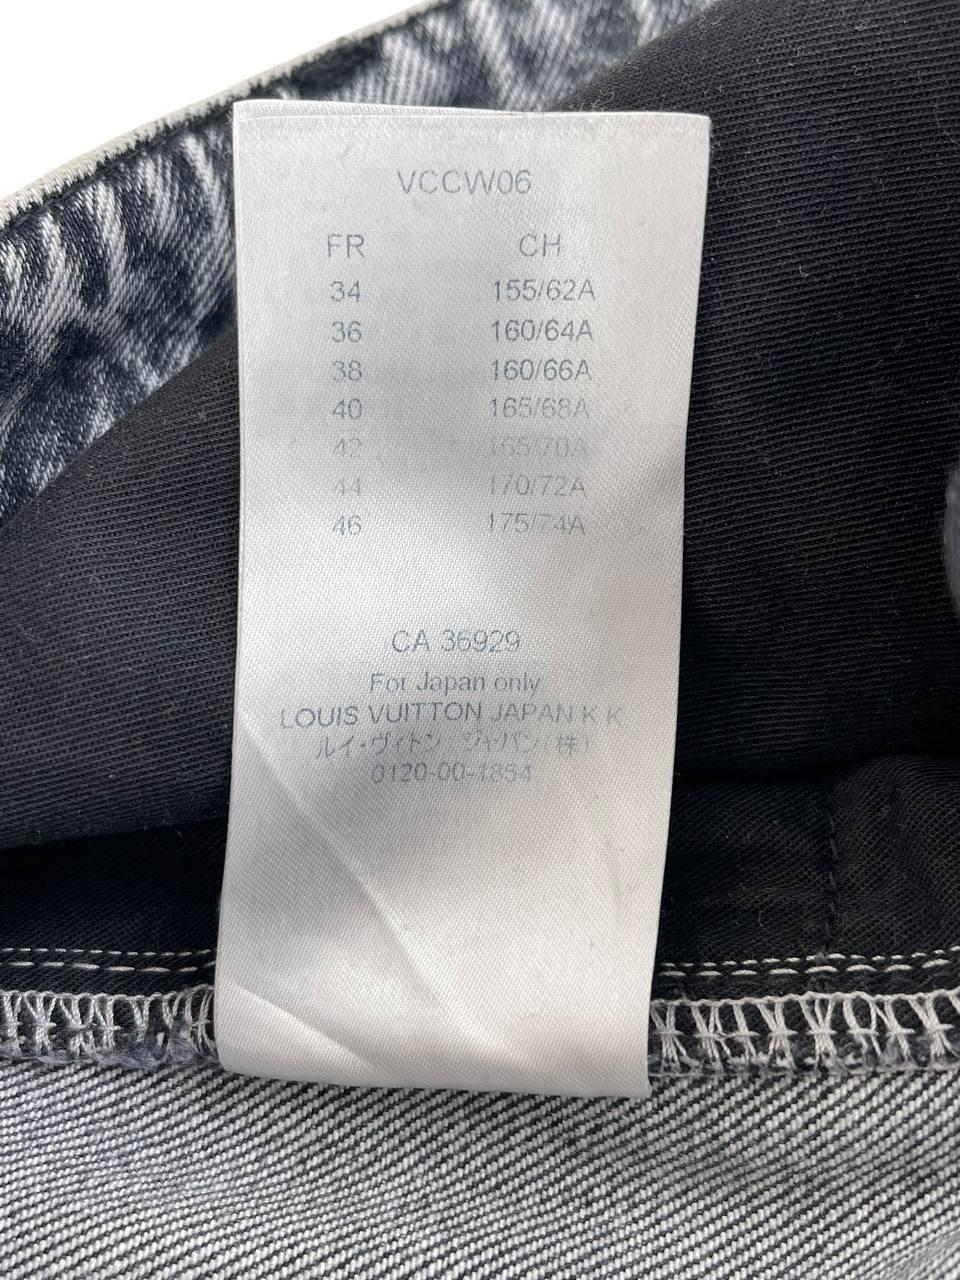 VCCW06
FR CH
34 155/62A
36 160/64A
38 160/66A
40 165/68A
42 165/70A
44 170/72A
46 175/74A
CA 36929
For Japan only
LOUIS VUITTON JAPAN K K
ルイ・ヴィトン ジャパン(株)
0120-00-1854